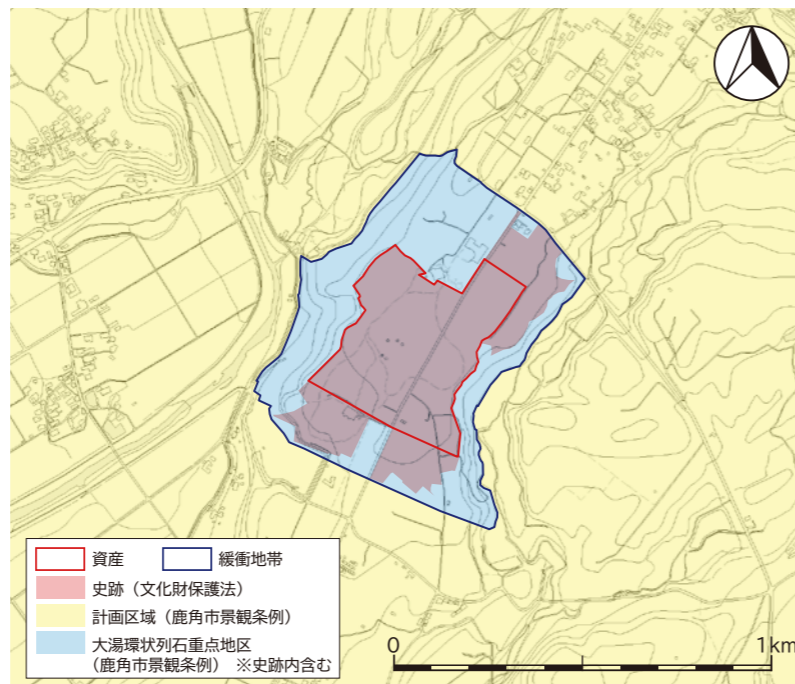 資産 緩衝地帯
史跡（文化財保護法）
計画区域（鹿角市景観条例）
大湯環状列石重点地区
（鹿角市景観条例） ※史跡内含む
0 1km